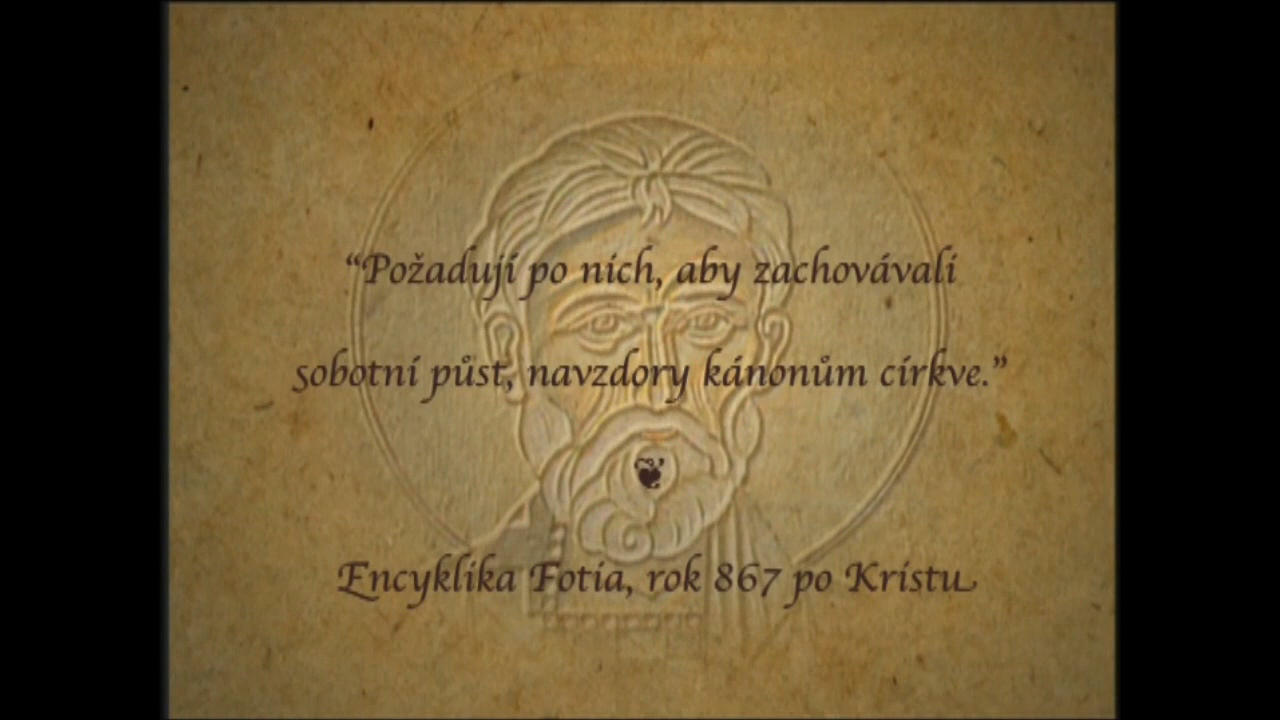 “Požadují po nich, aby zachovávali
sobotní půst, navzdory kánonům církve.”
Encyklika Fotia, rok 867 po Kristu